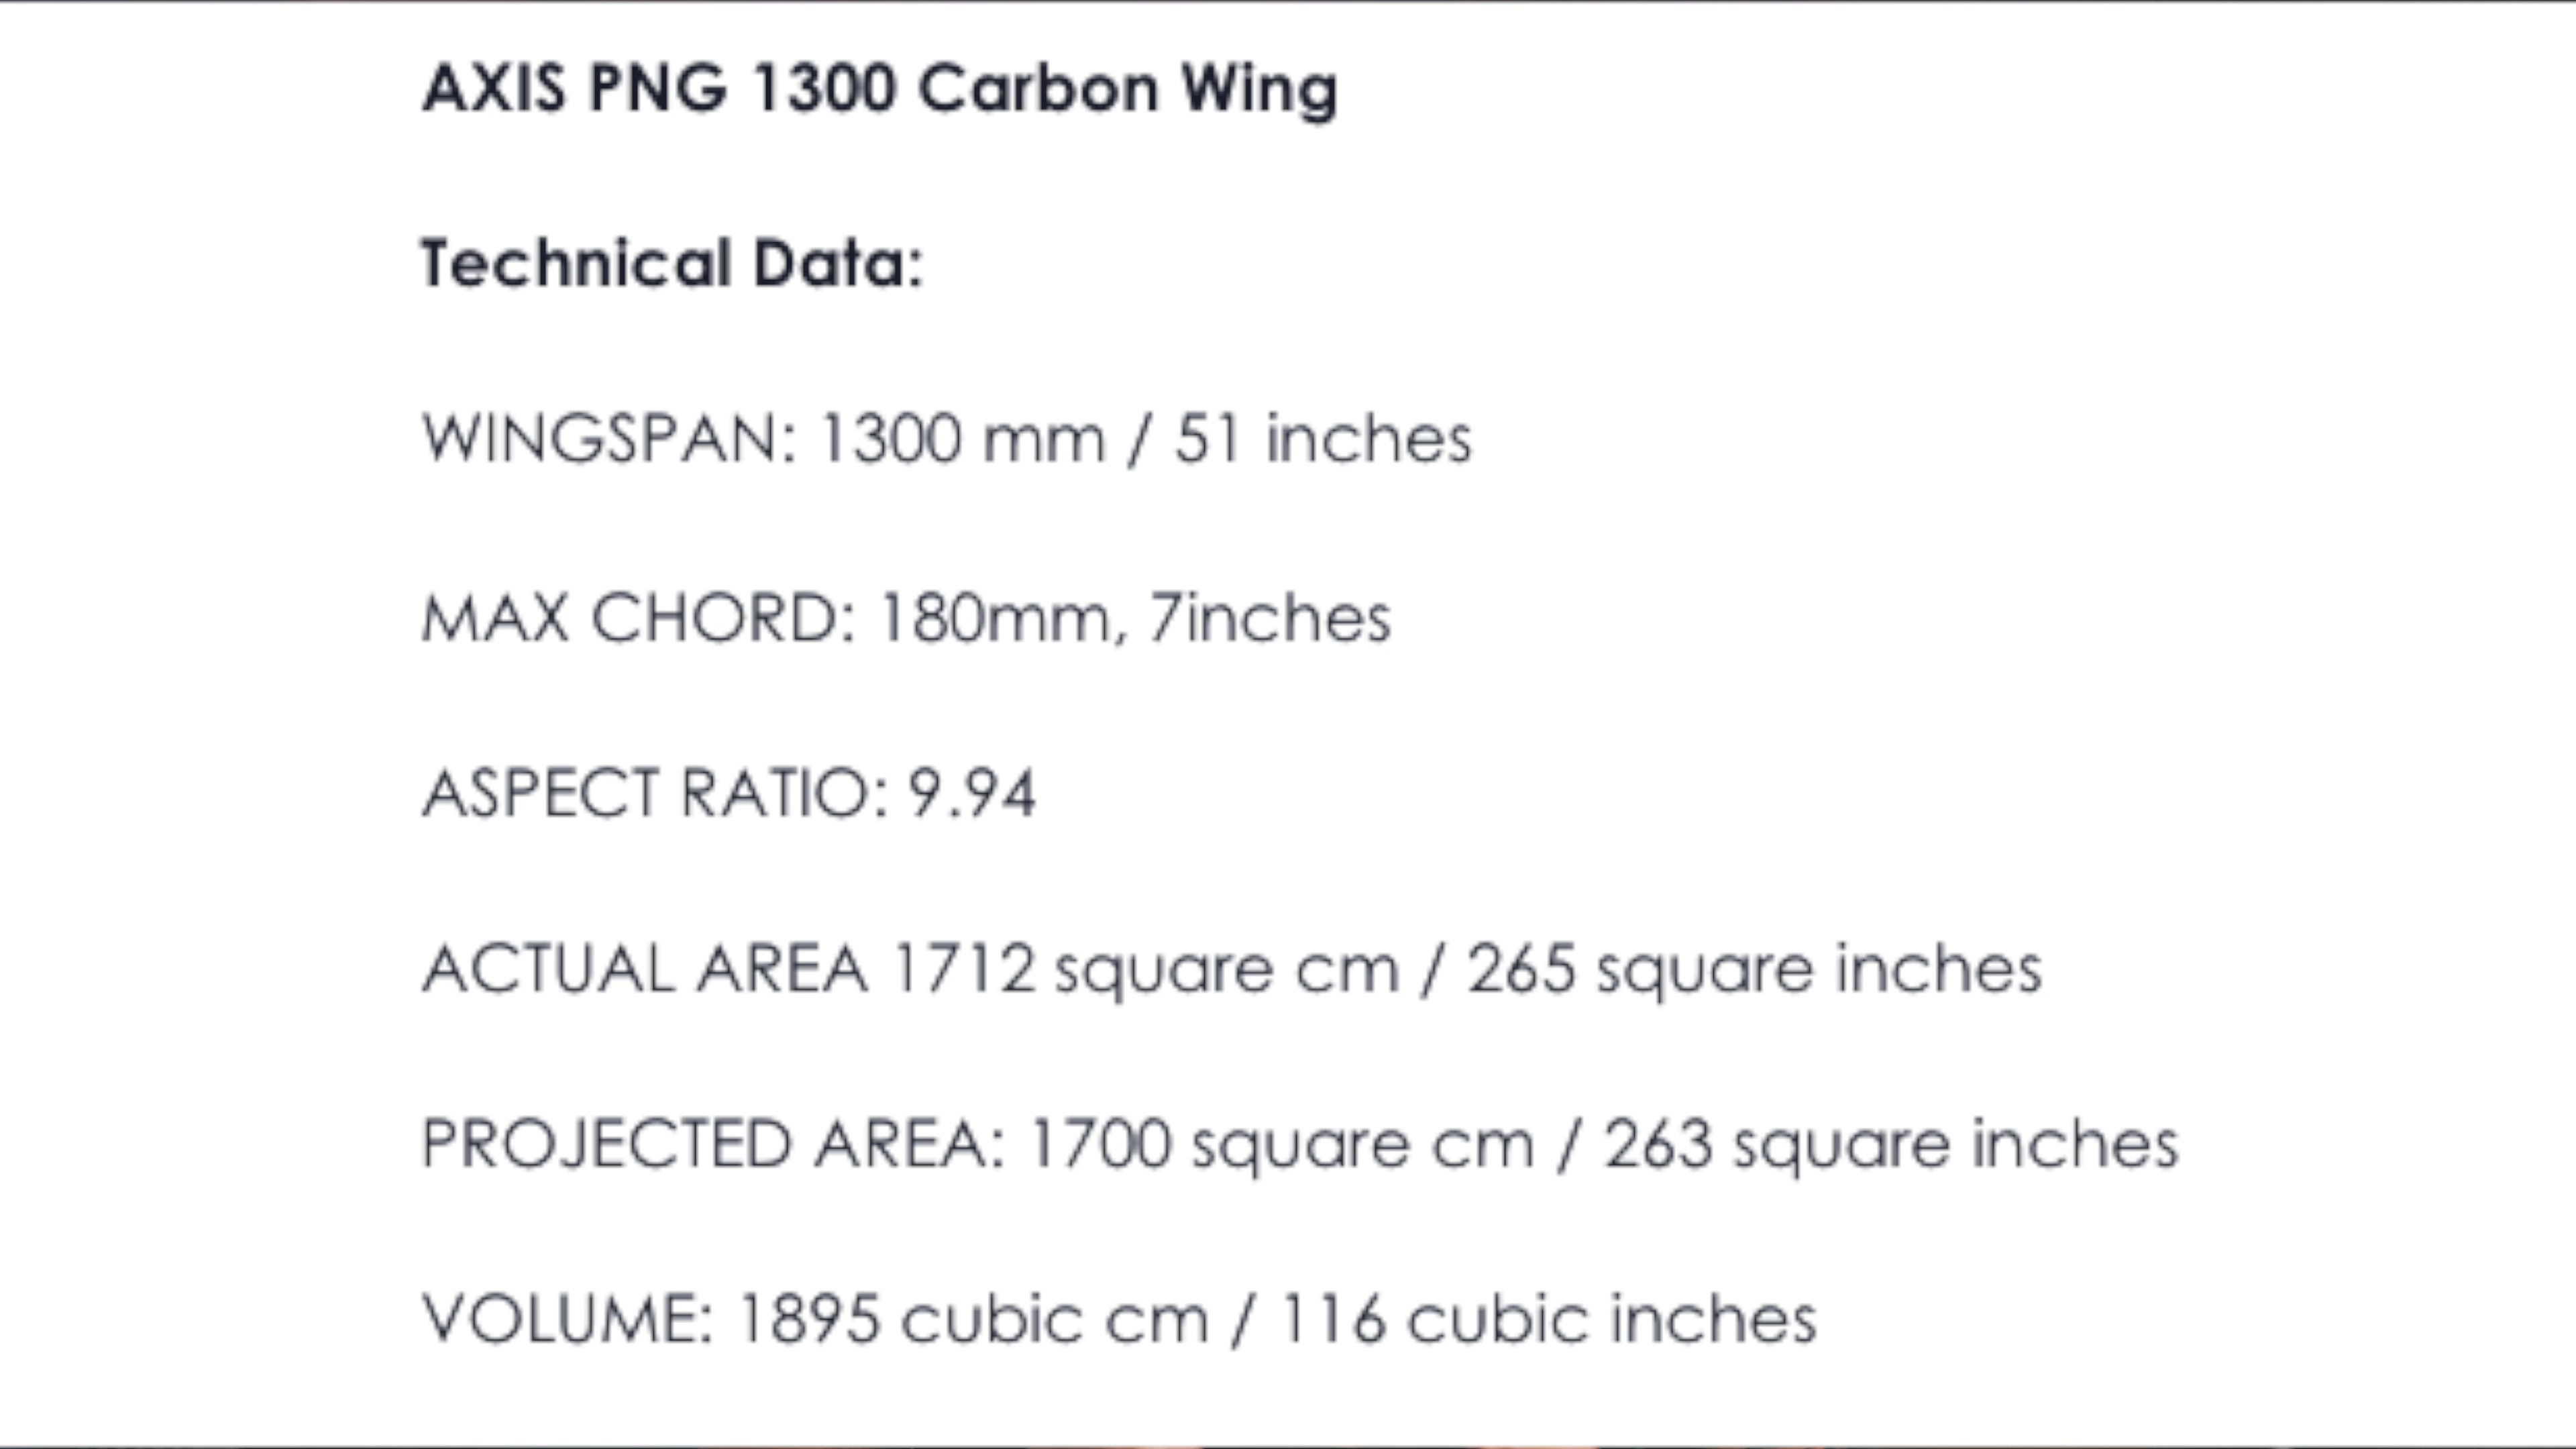 AXIS PNG 1300 Carbon Wing
Technical Data:
WINGSPAN: 1300 mm / 51 inches
MAX CHORD: 180mm, 7inches
ASPECT RATIO: 9.94
ACTUAL AREA 1712 square cm / 265 square inches
PROJECTED AREA: 1700 square cm / 263 square inches
VOLUME: 1895 cubic cm / 116 cubic inches